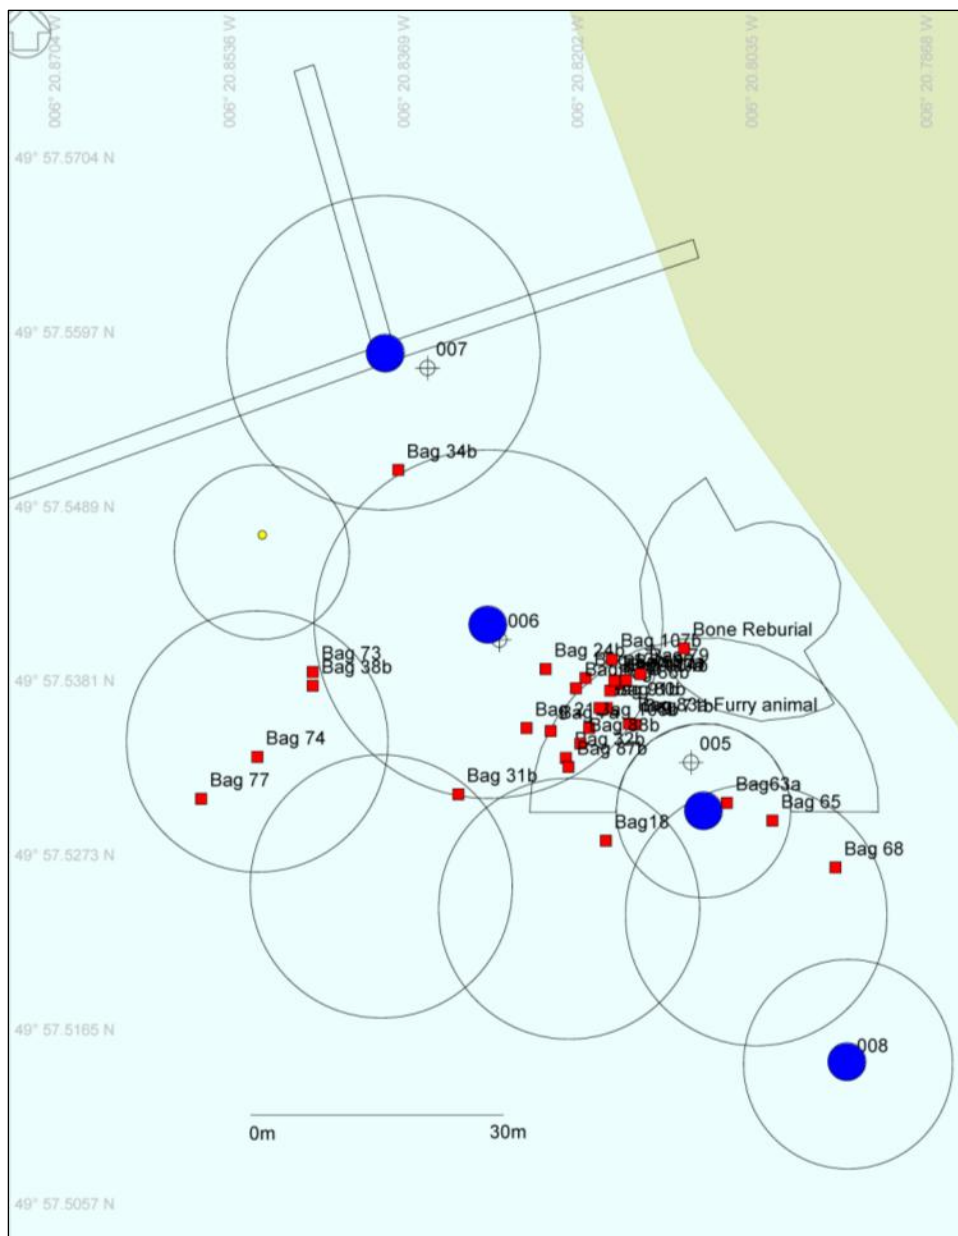 006° 20.8704 W
006° 20.8536 W
006° 20.8369 W
006° 20.8202 W
006° 20.8035 W
006° 20.7868 W
49° 57.5704 N
49° 57.5597 N
007
Bag 34b
49° 57.5489 N
006
Bone Reburial
Bag 107b
Bag 24b
49° 57.5381 N
Bag 73
Bag 38b
Furry animal
Bag 74
005
Bag 87b
Bag 77
Bag 31b
Bag63a
Bag 65
Bag18
49° 57.5273 N
Bag 68
49° 57.5165 N
008
0m
30m
49° 57.5057 N